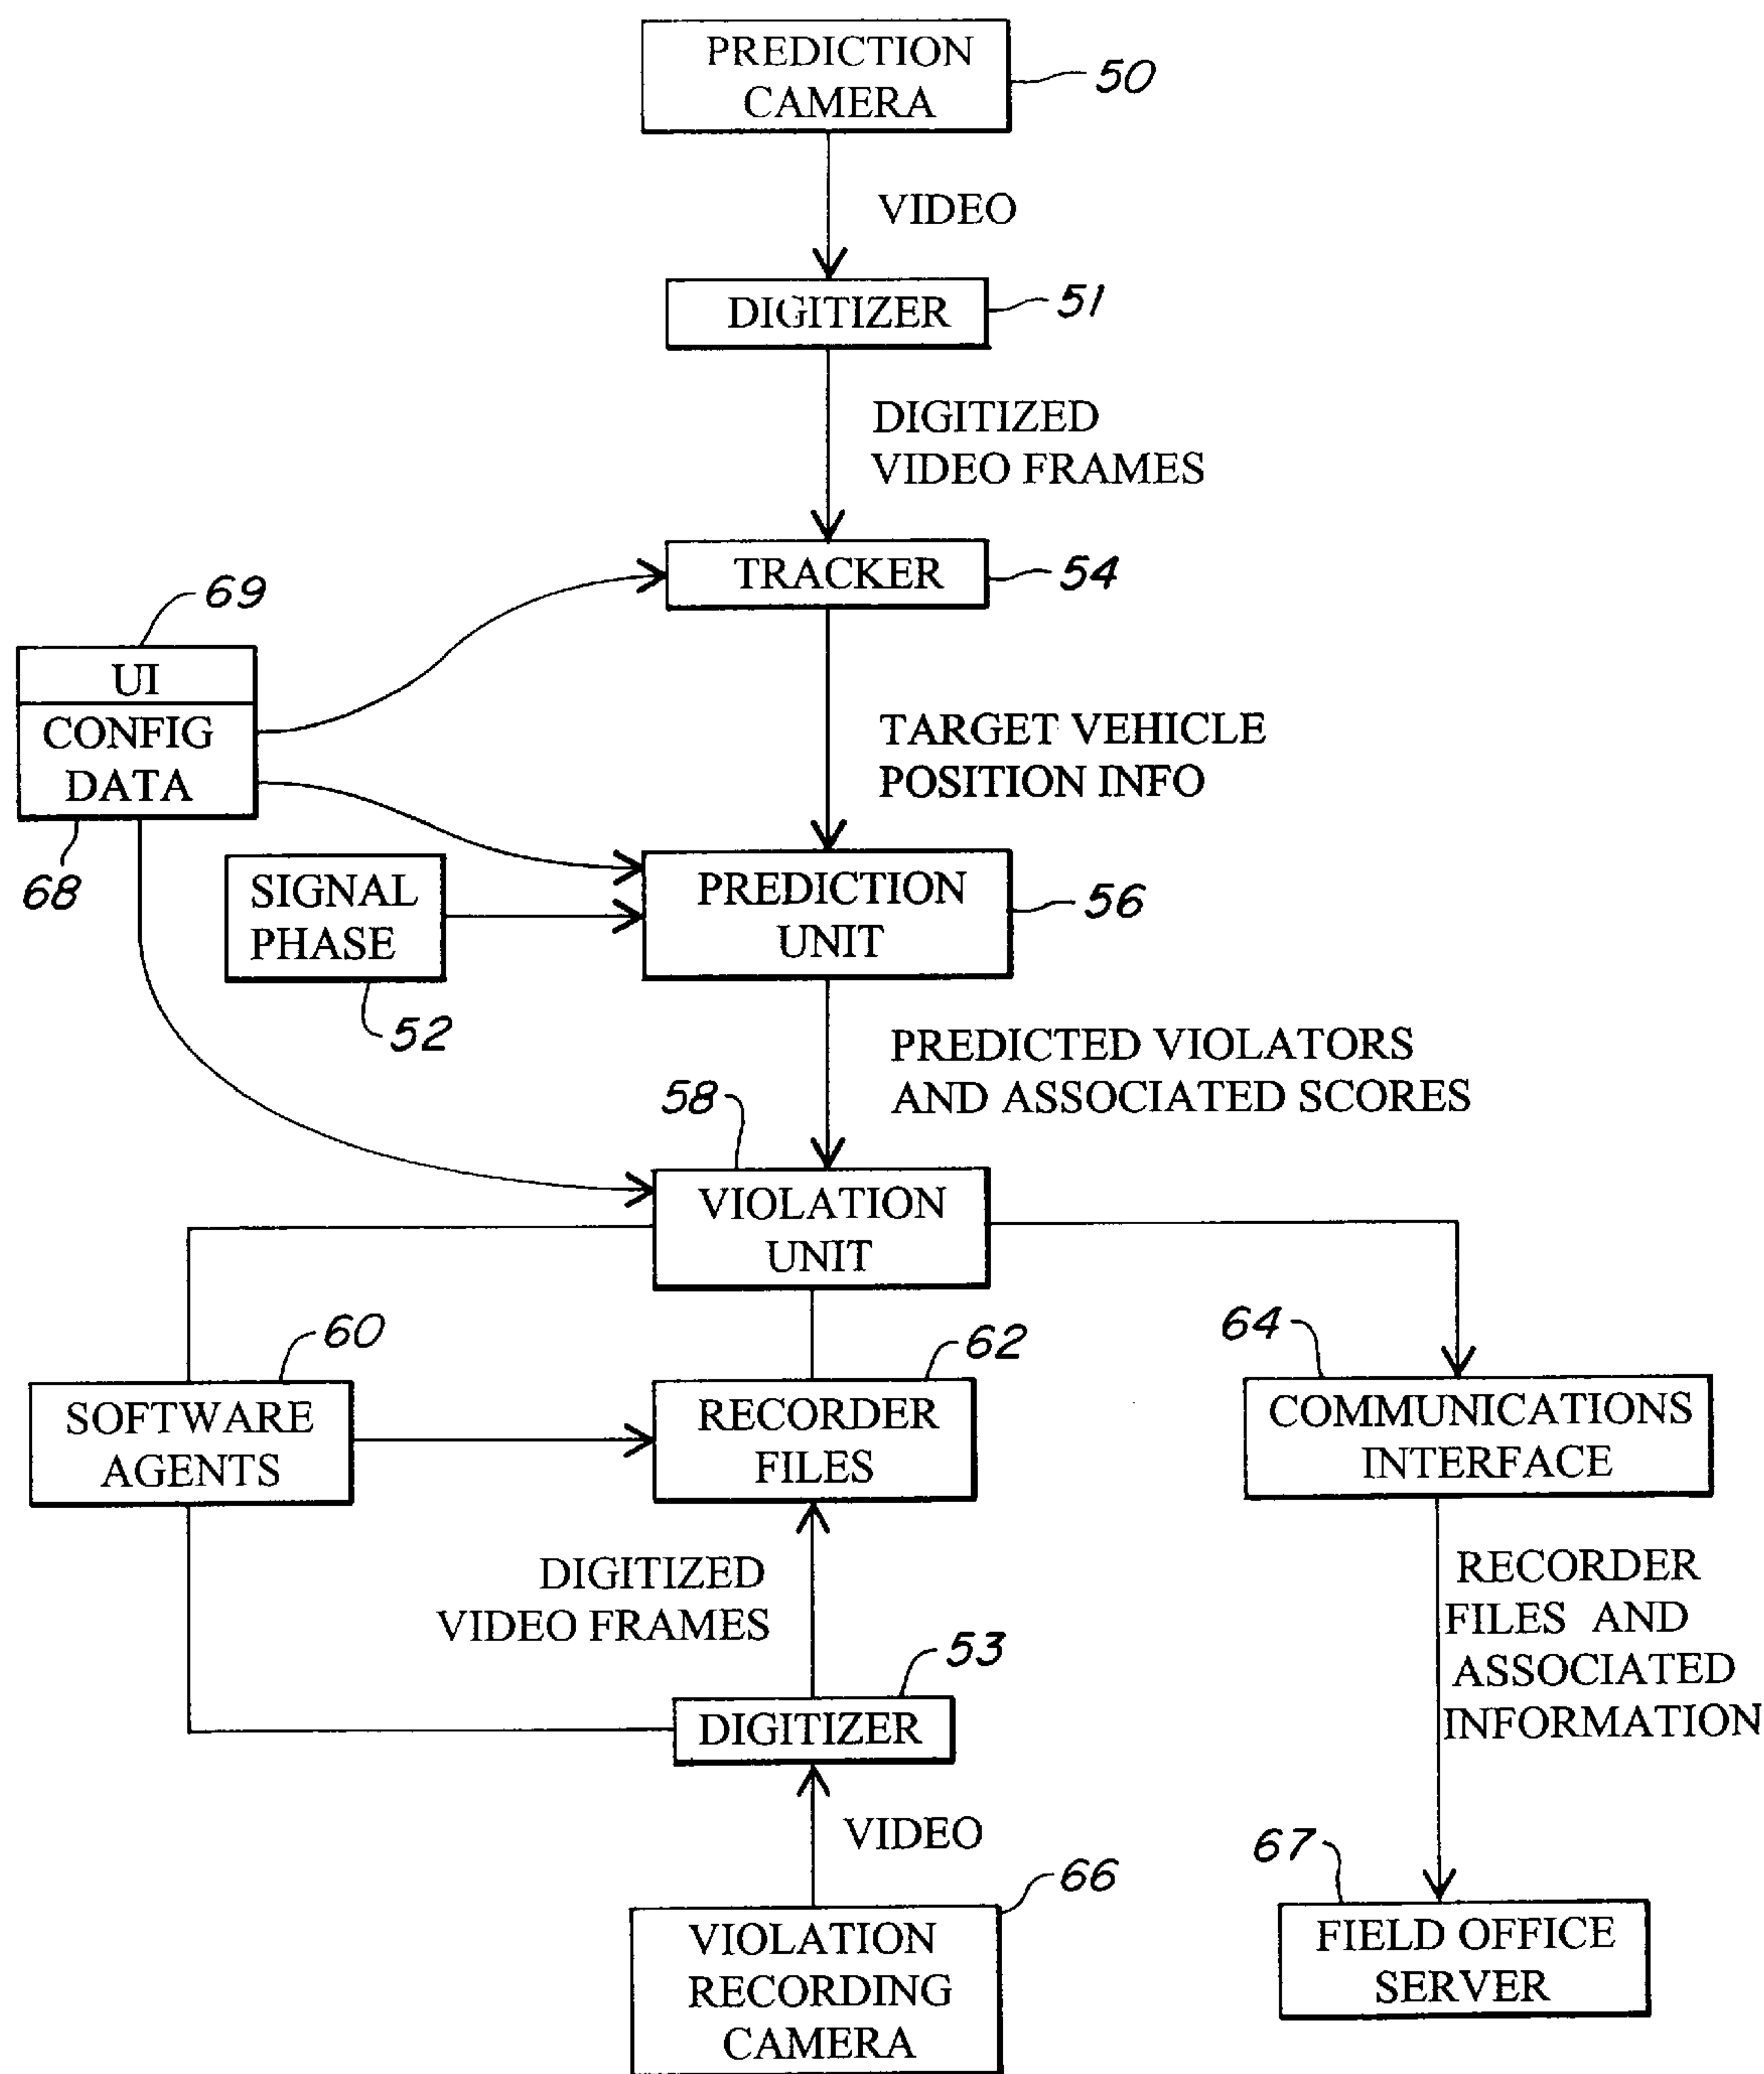 PREDICTION
CAMERA
50
VIDEO
DIGITIZER
51
DIGITIZED
VIDEO FRAMES
TRACKER
54
69
UI
CONFIG
DATA
68
TARGET VEHICLE
POSITION INFO
SIGNAL
PHASE
52
PREDICTION
UNIT
56
PREDICTED VIOLATORS
AND ASSOCIATED SCORES
58
VIOLATION
UNIT
60
SOFTWARE
AGENTS
62
RECORDER
FILES
64
COMMUNICATIONS
INTERFACE
DIGITIZED
VIDEO FRAMES
RECORDER
FILES AND
ASSOCIATED
INFORMATION
53
DIGITIZER
VIDEO
66
VIOLATION
RECORDING
CAMERA
67
FIELD OFFICE
SERVER